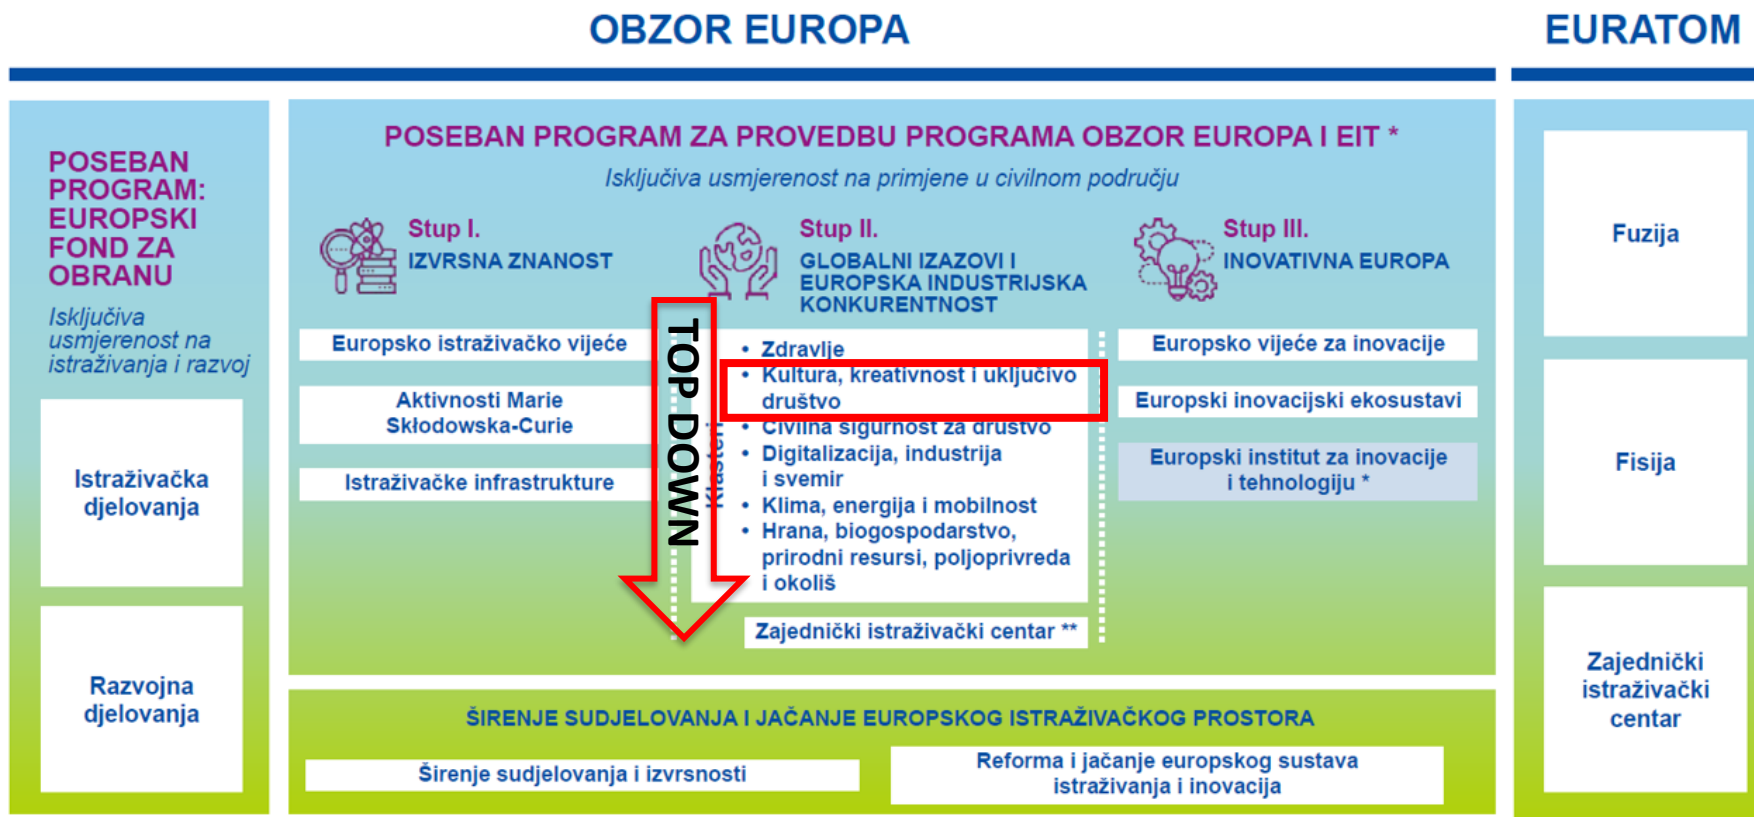 OBZOR EUROPA
EURATOM
POSEBAN
PROGRAM:
EUROPSKI
FOND ZA
OBRANU
Isključiva
usmjerenost na
istraživanja i razvoj
Istraživačka
djelovanja
Razvojna
djelovanja
POSEBAN PROGRAM ZA PROVEDBU PROGRAMA OBZOR EUROPA I EIT *
Isključiva usmjerenost na primjene u civilnom području
Stup I.
IZVRSNA ZNANOST
Europsko istraživačko vijeće
Aktivnosti Marie
Skłodowska-Curie
Istraživačke infrastrukture
TOP DOWN
Stup II.
GLOBALNI IZAZOVI I
EUROPSKA INDUSTRIJSKA
KONKURENTNOST
Klasteri
• Zdravlje
• Kultura, kreativnost i uključivo
društvo
• Civilna sigurnost za društvo
• Digitalizacija, industrija
i svemir
• Klima, energija i mobilnost
• Hrana, biogospodarstvo,
prirodni resursi, poljoprivreda
i okoliš
Zajednički istraživački centar **
Stup III.
INOVATIVNA EUROPA
Europsko vijeće za inovacije
Europski inovacijski ekosustavi
Europski institut za inovacije
i tehnologiju *
ŠIRENJE SUDJELOVANJA I JAČANJE EUROPSKOG ISTRAŽIVAČKOG PROSTORA
Širenje sudjelovanja i izvrsnosti
Reforma i jačanje europskog sustava
istraživanja i inovacija
Fuzija
Fisija
Zajednički
istraživački
centar